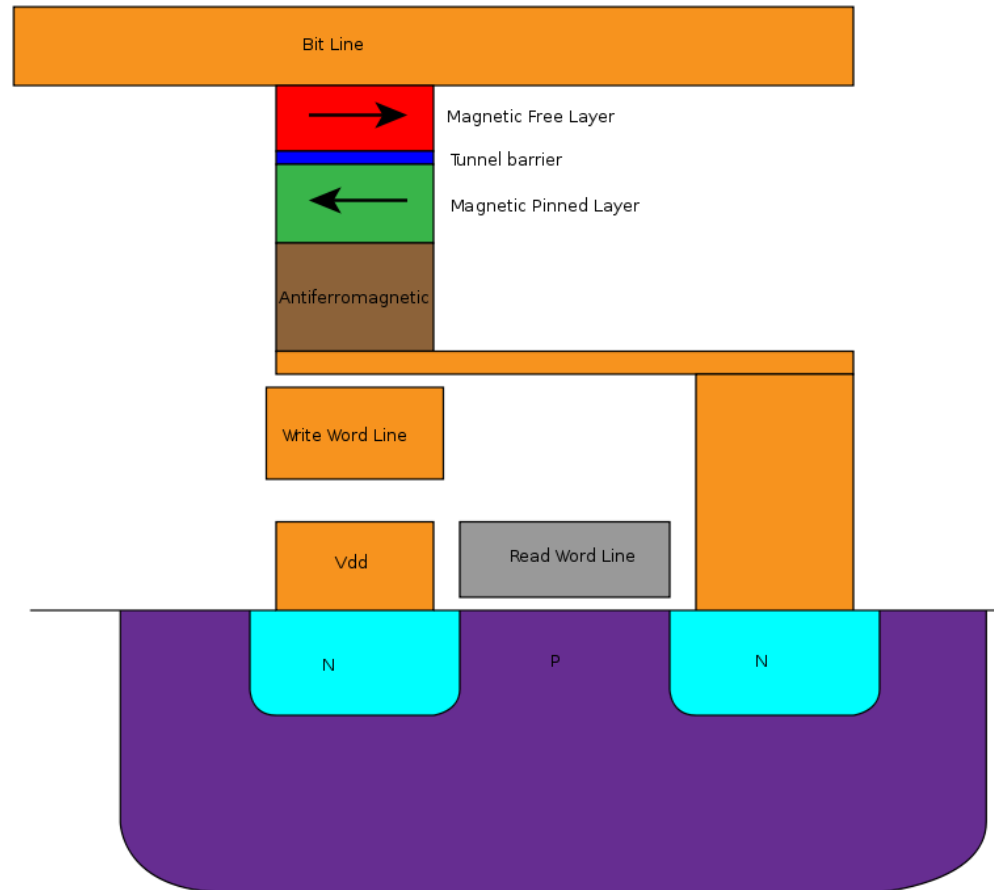 Bit Line
Magnetic Free Layer
Tunnel barrier
Magnetic Pinned Layer
Antiferromagnetic
Write Word Line
Vdd
Read Word Line
N
P
N